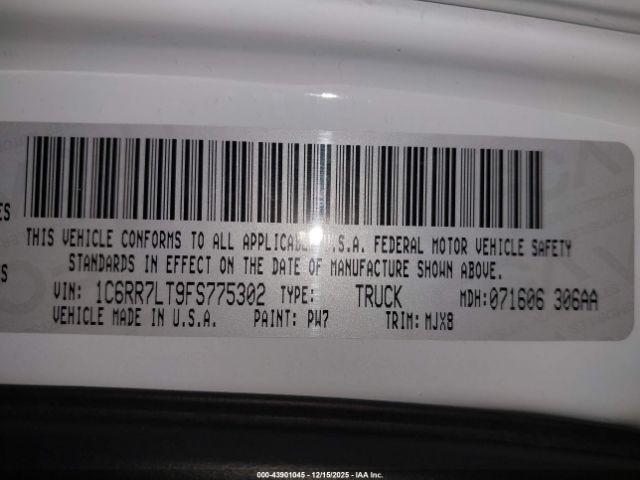 ES
THIS VEHICLE CONFORMS TO ALL U.S.A. FEDERAL MOTOR VEHICLE SAFETY
STANDARDS IN EFFECT ON THE DATE OF MANUFACTURE SHOWN ABOVE.
S
VIN: 1C6RR7LT9FS775302 TYPE: TRUCK MDH: 071606 306AA
VEHICLE MADE IN U.S.A. PAINT: PW7 TRIM: MJX8
000-43901045 - 12/15/2025 - IAA Inc.